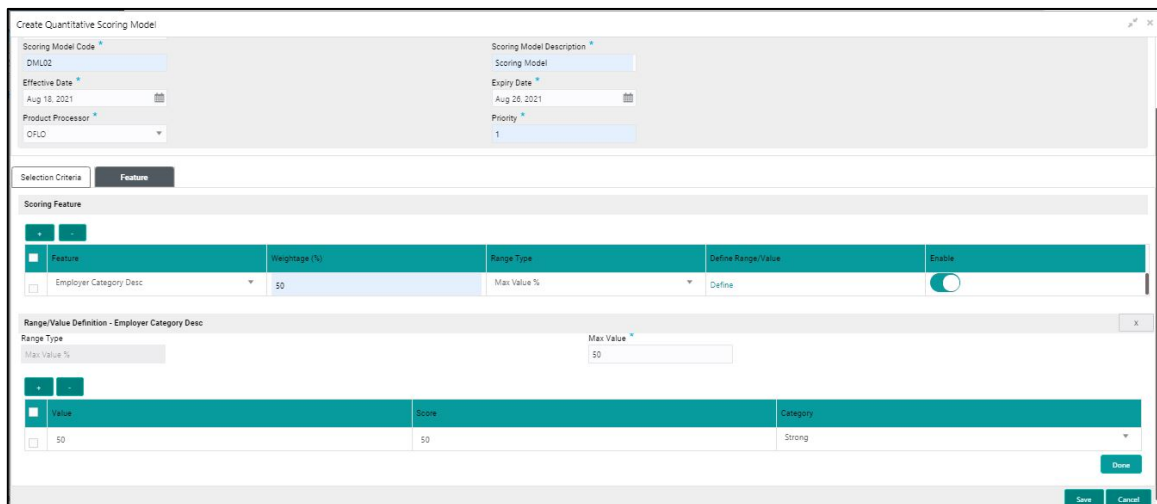 Create Quantitative Scoring Model
Scoring Model Code *
Scoring Model Description *
DML02
Scoring Model
Effective Date *
Expiry Date *
Aug 18, 2021
Aug 26, 2021
Product Processor *
Priority *
OFLO
1
Selection Criteria
Feature
Scoring Feature
+ -
Feature Weightage (%) Range Type Define Range/Value Enable
Employer Category Desc 50 Max Value % Define
Range/Value Definition - Employer Category Desc X
Range Type
Max Value *
Max Value %
50
+ -
Value Score Category
50 50 Strong
Done
Save Cancel